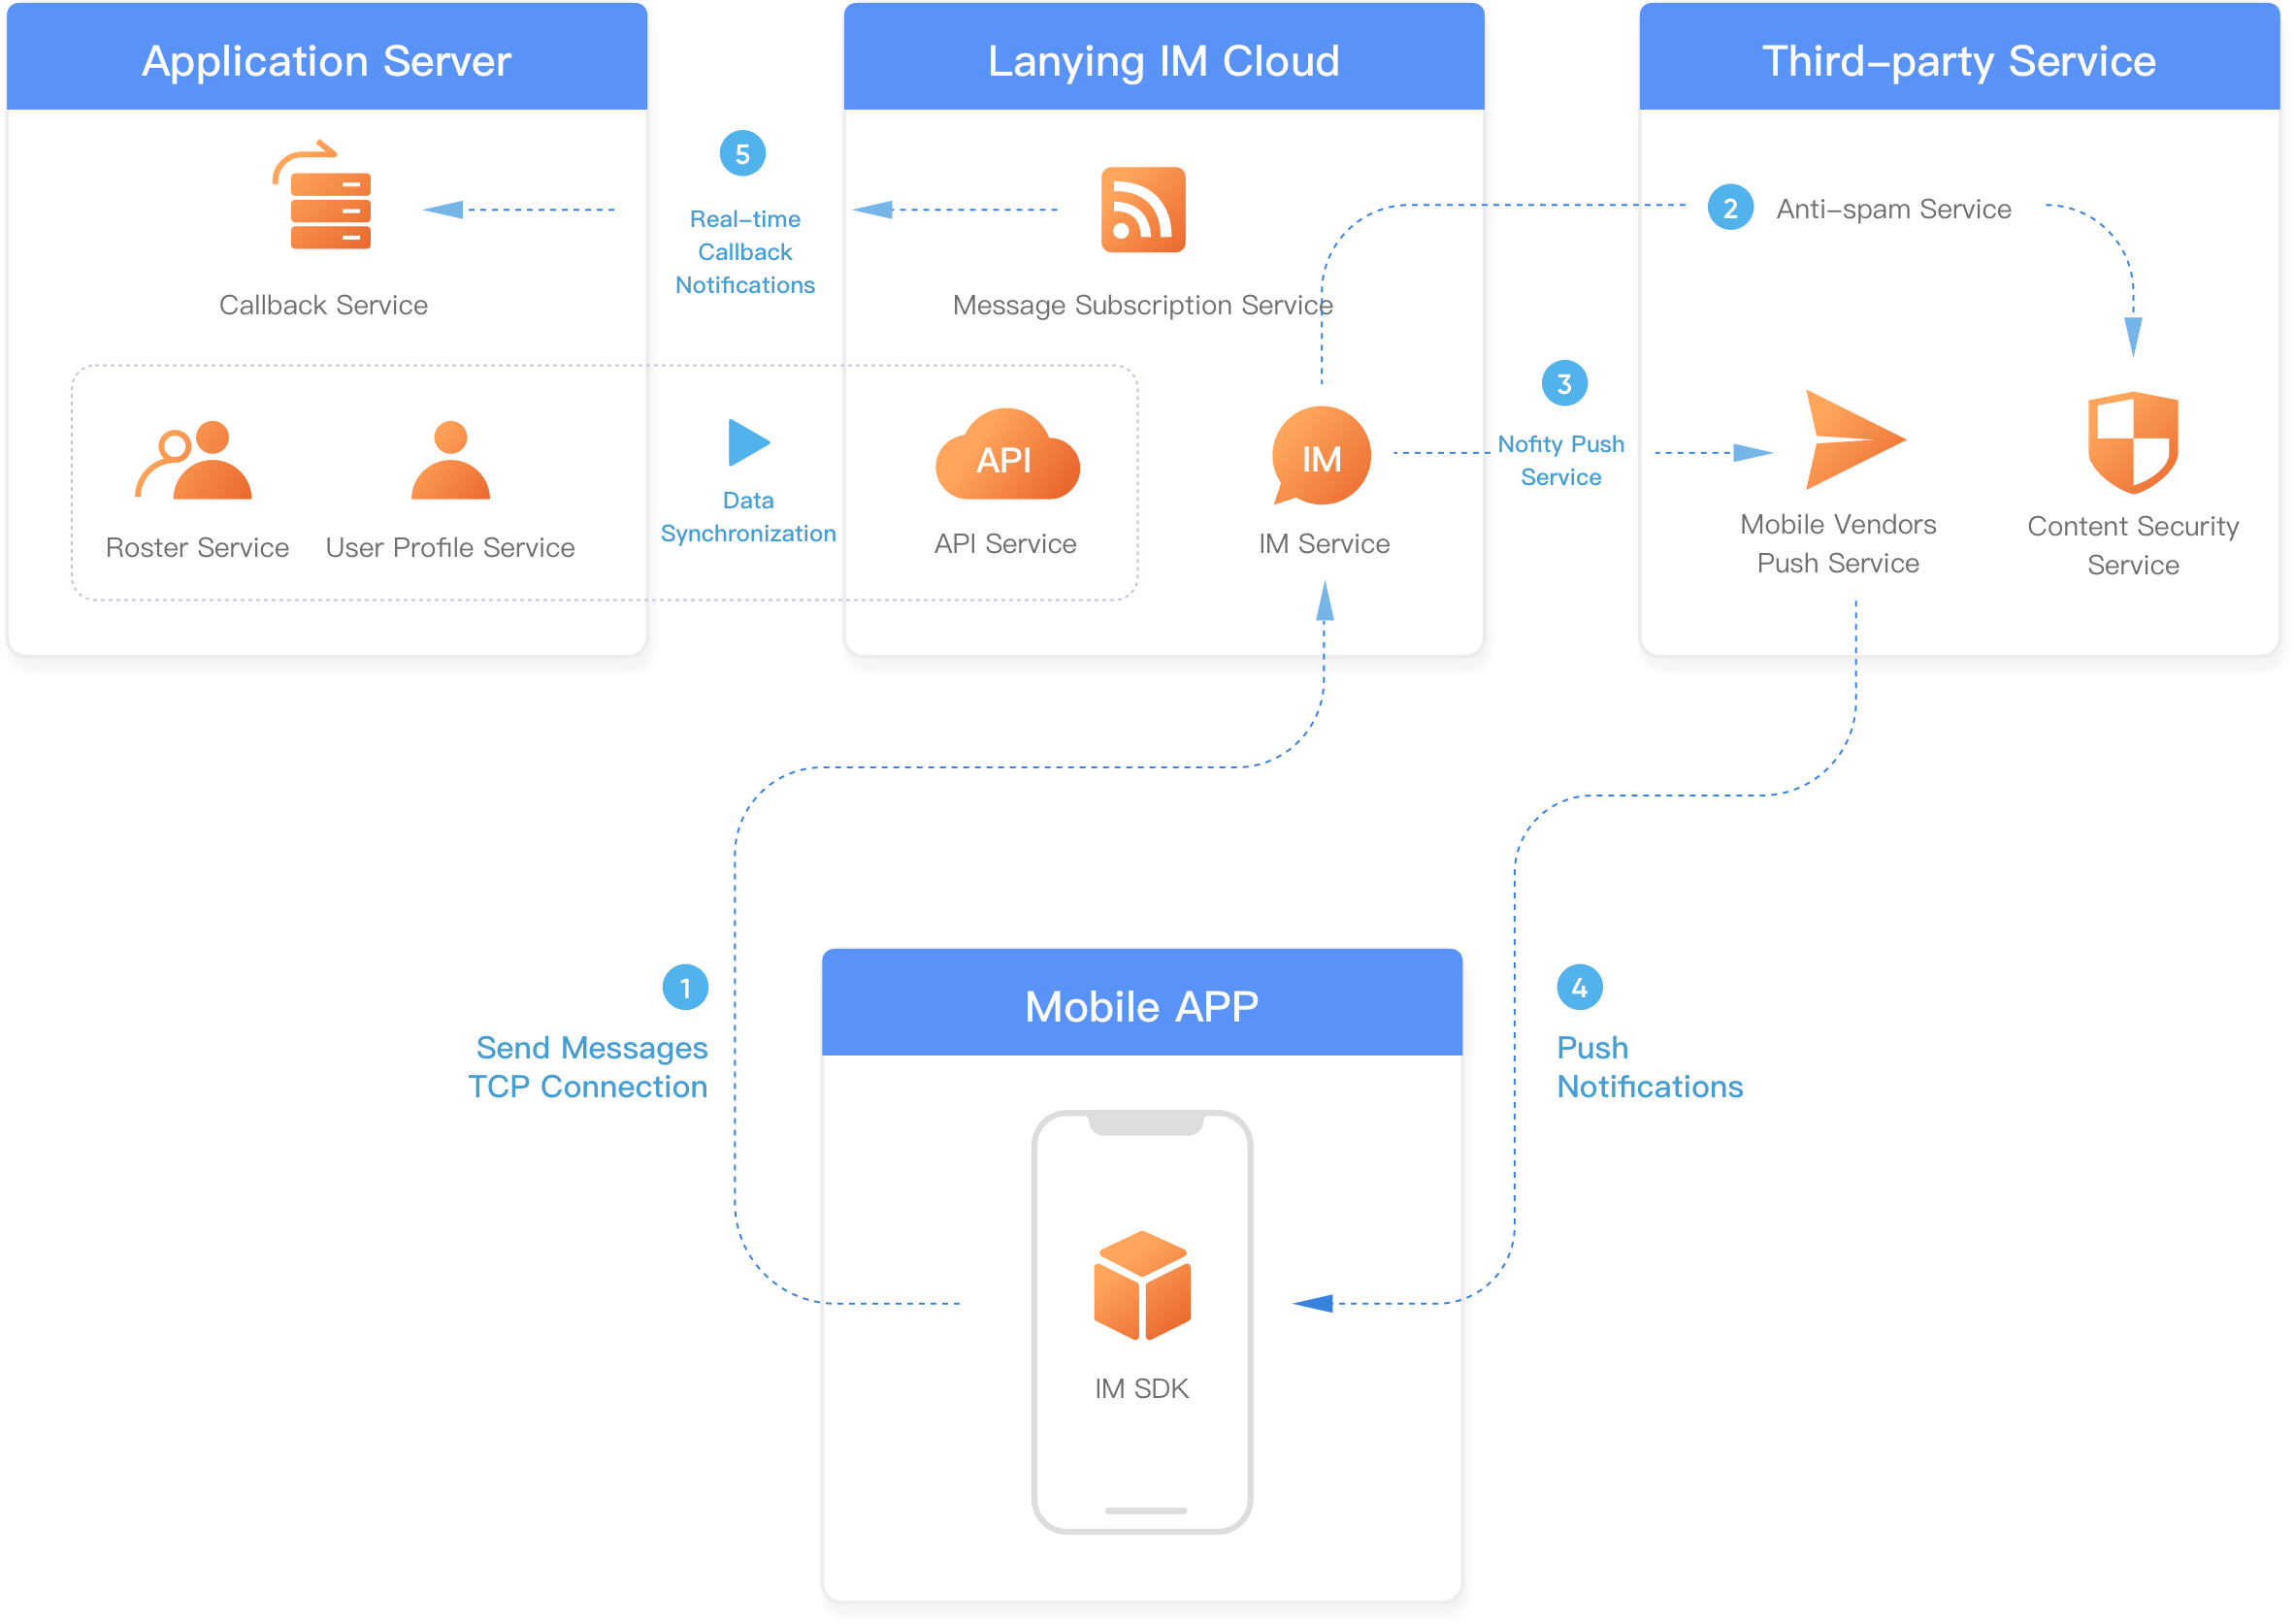 Application Server
Callback Service
Roster Service
User Profile Service
5
Real-time
Callback
Notifications
Data
Synchronization
Lanying IM Cloud
Message Subscription Service
API
API Service
IM
IM Service
3
Nofity Push
Service
Third-party Service
2
Anti-spam Service
Mobile Vendors
Push Service
Content Security
Service
1
Send Messages
TCP Connection
Mobile APP
IM SDK
4
Push
Notifications